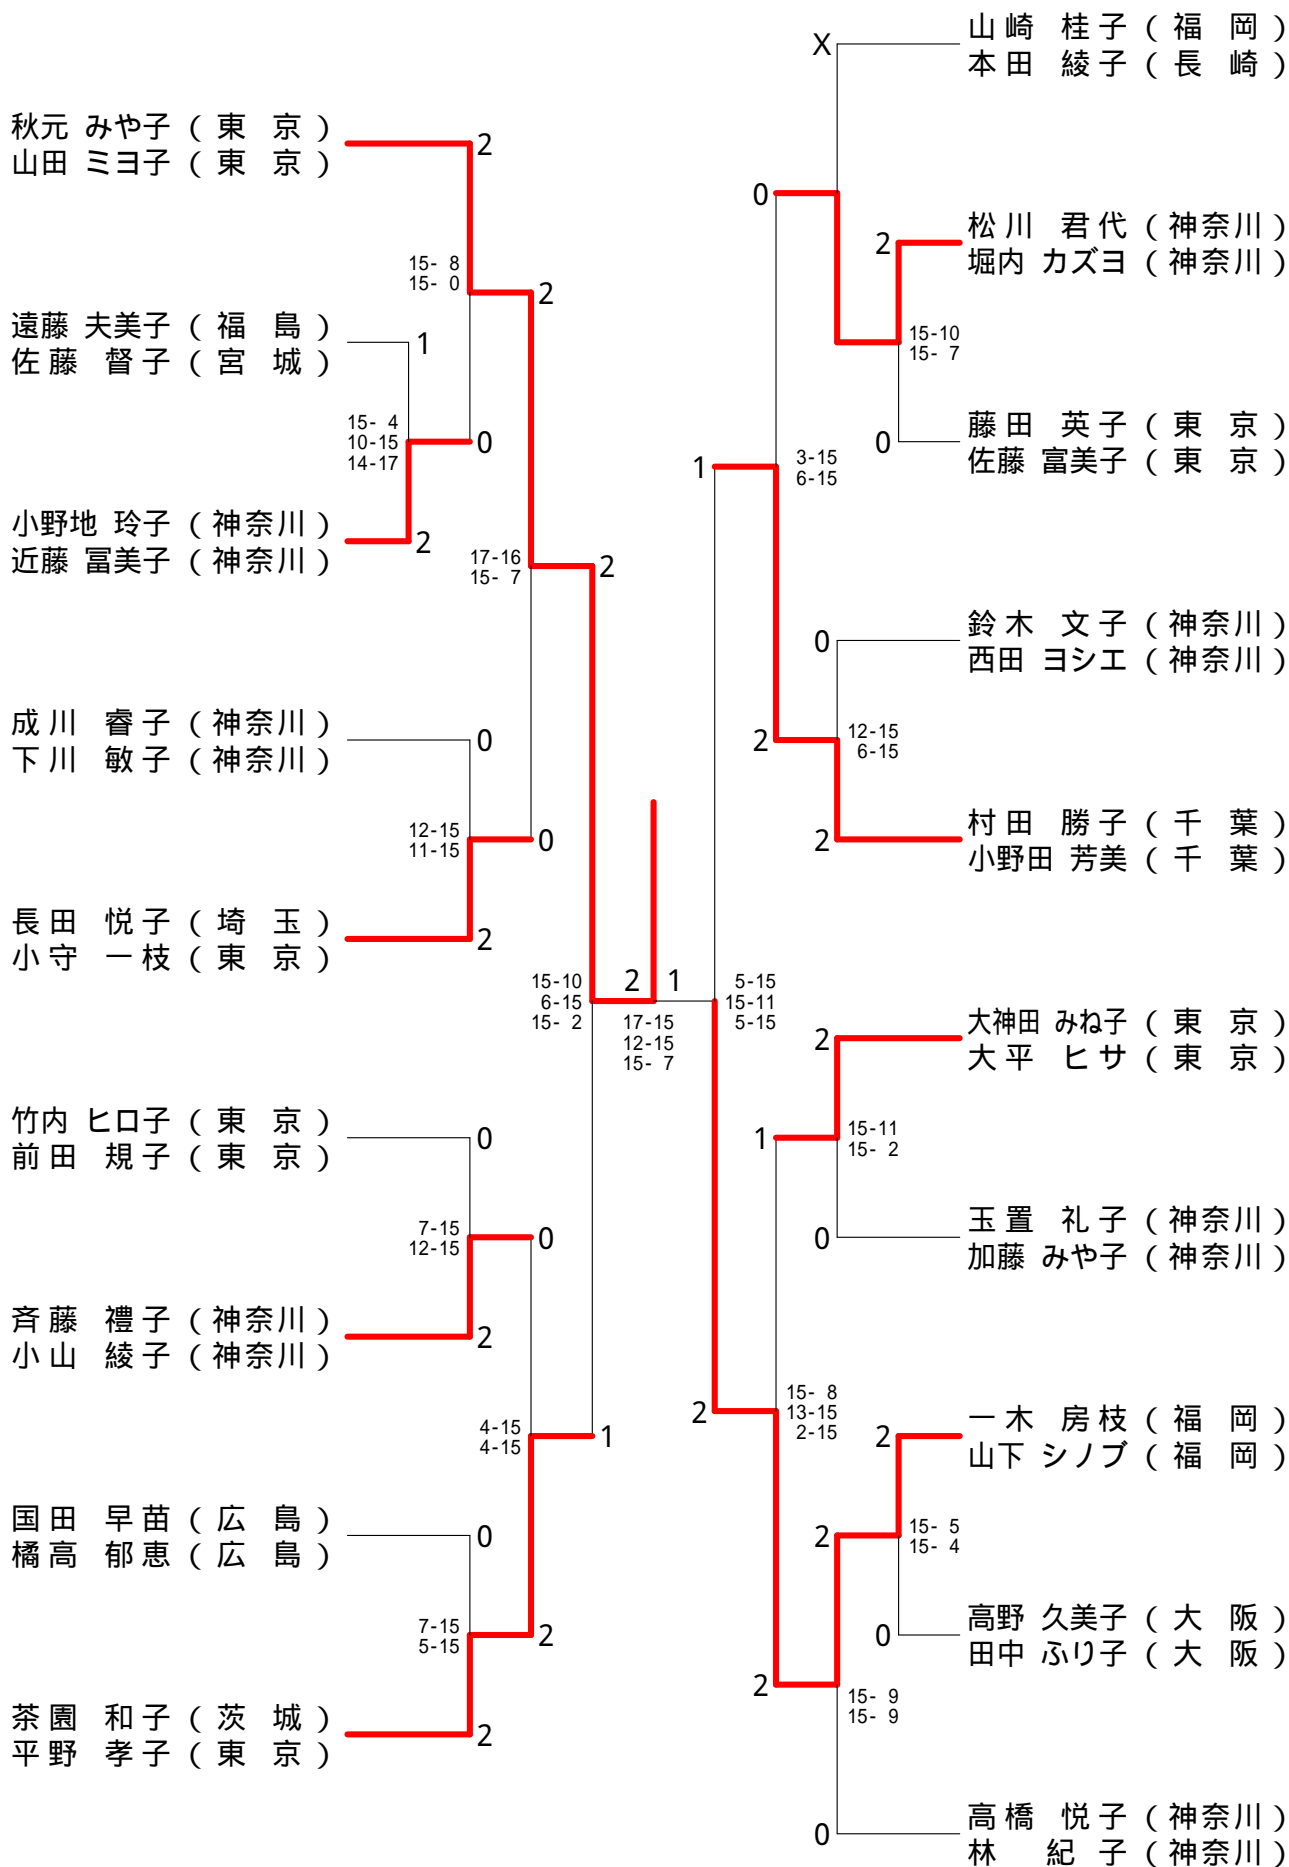 秋元 みや子 ( 東 京 )
山田 ミヨ子 ( 東 京 )
2
15- 8
15- 0
2
遠藤 夫美子 ( 福 島 )
佐藤 督子 ( 宮 城 )
1
15- 4
10-15
14-17
0
小野地 玲子 ( 神奈川 )
近藤 冨美子 ( 神奈川 )
2
17-16
15- 7
2
成川 睿子 ( 神奈川 )
下川 敏子 ( 神奈川 )
0
12-15
11-15
0
長田 悦子 ( 埼 玉 )
小守 一枝 ( 東 京 )
2
15-10
6-15
15- 2
2
1
17-15
12-15
15- 7
竹内 ヒロ子 ( 東 京 )
前田 規子 ( 東 京 )
0
7-15
12-15
0
斉藤 禮子 ( 神奈川 )
小山 綾子 ( 神奈川 )
2
4-15
4-15
1
国田 早苗 ( 広 島 )
橘高 郁恵 ( 広 島 )
0
7-15
5-15
2
茶園 和子 ( 茨 城 )
平野 孝子 ( 東 京 )
2
X
山崎 桂子 ( 福 岡 )
本田 綾子 ( 長 崎 )
0
2
松川 君代 ( 神奈川 )
堀内 カズヨ ( 神奈川 )
15-10
15- 7
0
藤田 英子 ( 東 京 )
佐藤 富美子 ( 東 京 )
1
3-15
6-15
0
鈴木 文子 ( 神奈川 )
西田 ヨシエ ( 神奈川 )
2
12-15
6-15
2
村田 勝子 ( 千 葉 )
小野田 芳美 ( 千 葉 )
5-15
15-11
5-15
2
大神田 みね子 ( 東 京 )
大平 ヒサ ( 東 京 )
1
15-11
15- 2
0
玉置 礼子 ( 神奈川 )
加藤 みや子 ( 神奈川 )
2
15- 8
13-15
2-15
2
一木 房枝 ( 福 岡 )
山下 シノブ ( 福 岡 )
2
15- 5
15- 4
0
高野 久美子 ( 大 阪 )
田中 ふり子 ( 大 阪 )
2
15- 9
15- 9
0
高橋 悦子 ( 神奈川 )
林 紀子 ( 神奈川 )